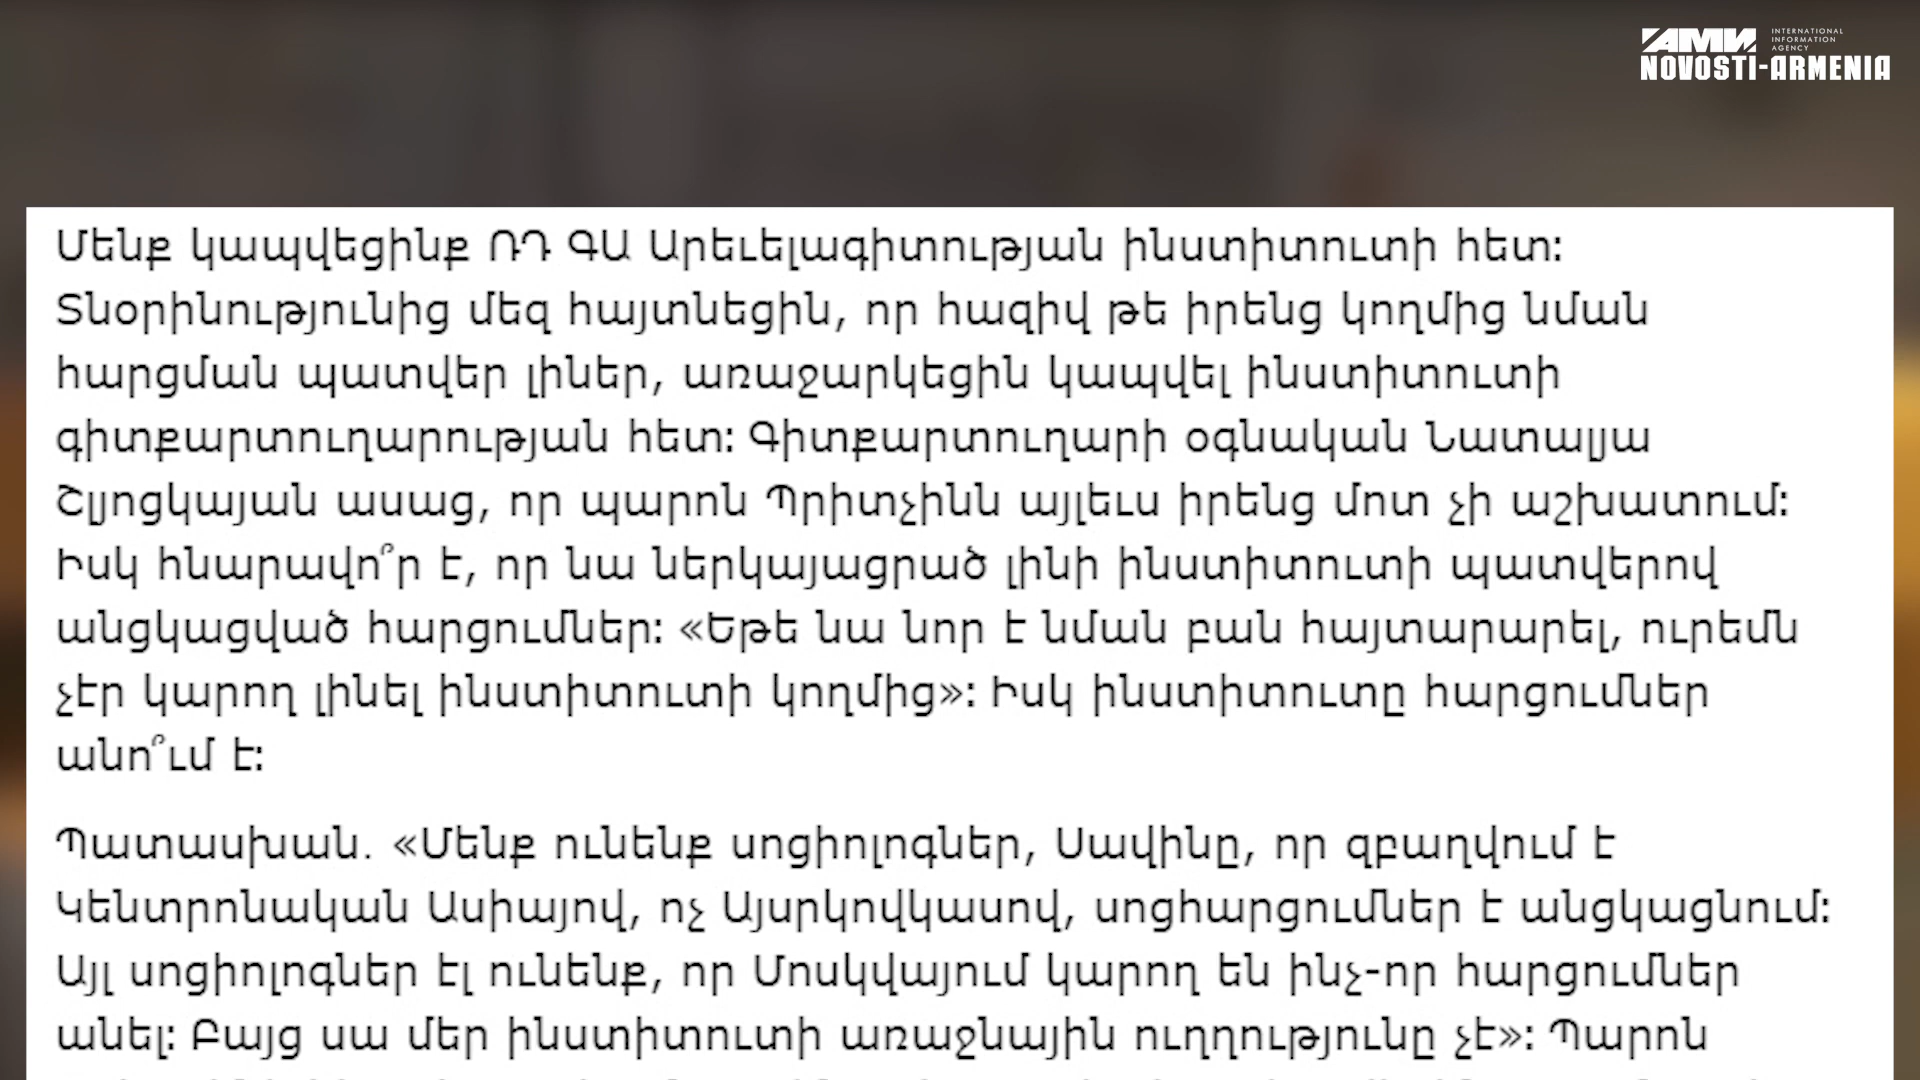 AMИ INTERNATIONAL
INFORMATION
AGENCY
NOVOSTI-ARMENIA
Մենք կապվեցինք ՌԴ ԳԱ Արեւելագիտության ինստիտուտի հետ։
Տնօրինությունից մեզ հայտնեցին, որ հազիվ թե իրենց կողմից նման
հարցման պատվեր լիներ, առաջարկեցին կապվել ինստիտուտի
գիտքարտուղարության հետ։ Գիտքարտուղարի օգնական Նատալյա
Շլյոցկայան ասաց, որ պարոն Պրիտչինն այլեւս իրենց մոտ չի աշխատում։
Իսկ հնարավո՞ր է, որ նա ներկայացրած լինի ինստիտուտի պատվերով
անցկացված հարցումներ։ «Եթե նա նոր է նման բան հայտարարել, ուրեմն
չէր կարող լինել ինստիտուտի կողմից»։ Իսկ ինստիտուտը հարցումներ
անո՞ւմ է։
Պատասխան. «Մենք ունենք սոցիոլոգներ, Սավինը, որ զբաղվում է
Կենտրոնական Ասիայով, ոչ Այսրկովկասով, սոցհարցումներ է անցկացնում։
Այլ սոցիոլոգներ էլ ունենք, որ Մոսկվայում կարող են ինչ-որ հարցումներ
անել։ Բայց սա մեր ինստիտուտի առաջնային ուղղությունը չէ»։ Պարոն